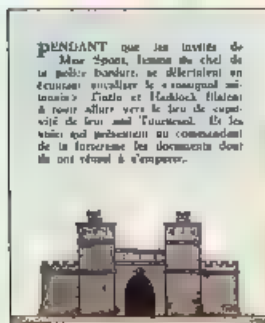 PENDANT que les invités de
Mme Sponz, femme du chef de
la police bordure, se délectaient en
écoutant vocaliser le « rossignol mi-
lanais » Tintin et Haddock filaient
à toute allure vers le lieu de capti-
vité de leur ami Tournesol. Et les
voici qui présentent au commandant
de la forteresse les documents dont
ils ont réussi à s'emparer.